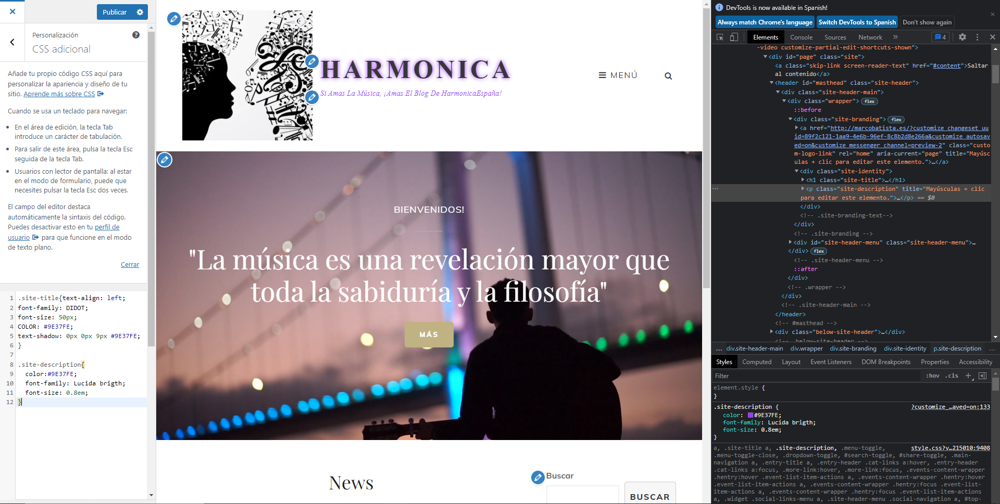 Publicar
Personalización
CSS adicional
Añade tu propio código CSS aquí para
personalizar la apariencia y diseño de tu
sitio. Aprende más sobre CSS
Cuando se usa un teclado para navegar:
En el área de edición, la tecla Tab
introduce un carácter de tabulación.
Para salir de este área, pulsa la tecla Esc
seguida de la tecla Tab.
Usuarios con lector de pantalla: al estar
en el modo de formulario, puede que
necesites pulsar la tecla Esc dos veces.
El campo del editor destaca
automáticamente la sintaxis del código.
Puedes desactivar esto en tu perfil de
usuario para que funcione en el modo
de texto plano.
Cerrar
1 .site-title{text-align: left;
2 font-family: DIDOT;
3 font-size: 50px;
4 COLOR: #9E37FE;
5 text-shadow: 0px 0px 9px #9E37FE;
6 }
7
8 .site-description{
9 color:#9E37FE;
10 font-family: Lucida brigth;
11 font-size: 0.8em;
12 }
HARMONICA
Si Amas La Música, ¡Amas El Blog De HarmonicaEspaña!
MENÚ
BIENVENIDOS!
"La música es una revelación mayor que
toda la sabiduría y la filosofía"
MÁS
News
Buscar
BUSCAR
DevTools is now available in Spanish!
Always match Chrome's language Switch DevTools to Spanish Don't show again
Elements Console Sources Network » 4
-video customize-partial-edit-shortcuts-shown">
<div id="page" class="site">
<a class="skip-link screen-reader-text" href="#content">Saltar
al contenido</a>
<header id="masthead" class="site-header">
<div class="site-header-main">
<div class="wrapper"> flex
::before
<div class="site-branding"> flex
<a href="http://marcobatista.es/?customize_changeset_uu
id=89f2c121-1aa9-4e6b-96ef-8c8b2d8e266a&customize_autosav
ed=on&customize_messenger_channel=preview-2" class="custo
m-logo-link" rel="home" aria-current="page" title="Mayúsc
ulas + clic para editar este elemento.">…</a>
<div class="site-identity">
<h1 class="site-title">…</h1>
<p class="site-description" title="Mayúsculas + clic
para editar este elemento.">…</p> == $0
</div>
<!-- .site-branding-text-->
</div>
<!-- .site-branding -->
<div id="site-header-menu" class="site-header-menu">…
</div> flex
<!-- .site-header-menu -->
::after
</div>
<!-- .wrapper -->
</div>
<!-- .site-header-main -->
</header>
<!-- #masthead -->
<div class="below-site-header">…</div>
<!-- .below-site-header -->
… div.site-header-main div.wrapper div.site-branding div.site-identity p.site-description …
Styles Computed Layout Event Listeners DOM Breakpoints Properties Accessibility
Filter :hov .cls +
element.style {
}
.site-description { ?customize_…aved=on:133
color: #9E37FE;
font-family: Lucida brigth;
font-size: 0.8em;
}
a, .site-title a, .site-description, .menu-toggle, style.css?v…215010:9408
.menu-toggle-close, .dropdown-toggle, #search-toggle, #share-toggle, .main-
navigation a, .entry-title a, .entry-header .cat-links a:hover, .entry-header
.cat-links a:focus, .more-link:hover, .more-link:focus, .events-content-wrapper
.hentry:hover .event-list-item-actions a, .events-content-wrapper .hentry:hover
.event-list-item-actions a, .events-content-wrapper .hentry:focus .event-list-
item-actions a, .events-content-wrapper .hentry:focus .event-list-item-actions
a, .widget .social-links-menu a, .site-header-menu .social-navigation a, #top-